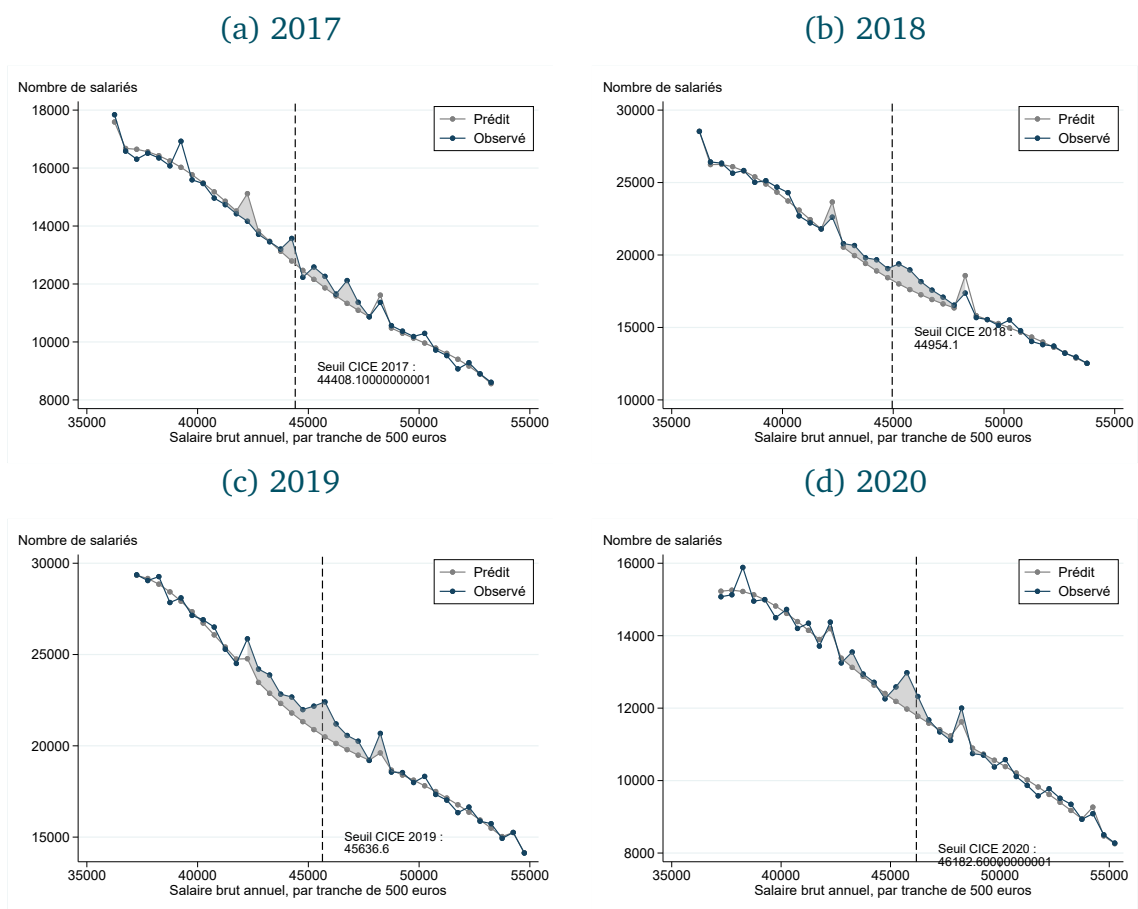 (a) 2017
Nombre de salariés
18000
16000
14000
12000
10000
8000
Prédit
Observé
Seuil CICE 2017 :
44408.10000000001
35000 40000 45000 50000 55000
Salaire brut annuel, par tranche de 500 euros
(b) 2018
Nombre de salariés
30000
25000
20000
15000
10000
Prédit
Observé
Seuil CICE 2018 :
44954.1
35000 40000 45000 50000 55000
Salaire brut annuel, par tranche de 500 euros
(c) 2019
Nombre de salariés
30000
25000
20000
15000
Prédit
Observé
Seuil CICE 2019 :
45636.6
35000 40000 45000 50000 55000
Salaire brut annuel, par tranche de 500 euros
(d) 2020
Nombre de salariés
16000
14000
12000
10000
8000
Prédit
Observé
Seuil CICE 2020 :
46182.60000000001
35000 40000 45000 50000 55000
Salaire brut annuel, par tranche de 500 euros